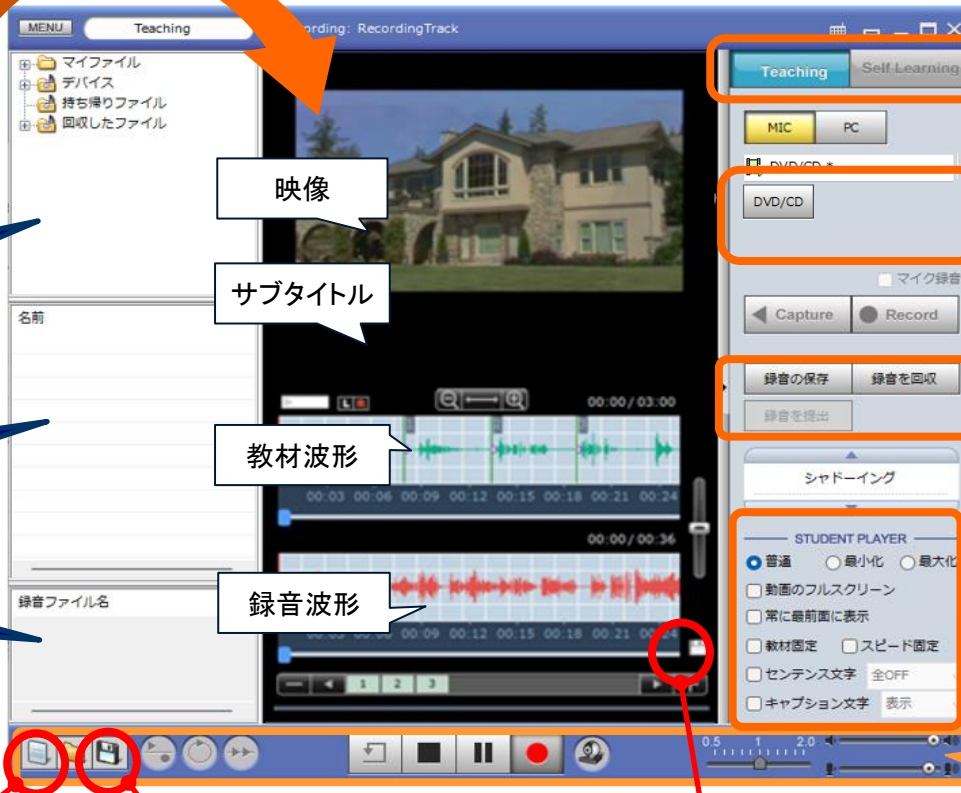 MENU
Teaching
ording: RecordingTrack
マイファイル
デバイス
持ち帰りファイル
回収したファイル
名前
録音ファイル名
映像
サブタイトル
00:00/03:00
教材波形
00:03 00:06 00:09 00:12 00:15 00:18 00:21 00:24
00:00/00:36
録音波形
00:06 00:09 00:12 00:15 00:18 00:21
1 2 3
Teaching
Self Learning
MIC
PC
DVD/CD *
DVD/CD
マイク録音
Capture
Record
録音の保存
録音を回収
録音を提出
シャドーイング
STUDENT PLAYER
普通 最小化 最大化
動画のフルスクリーン
常に最前面に表示
教材固定 スピード固定
センテンス文字 全OFF
キャプション文字 表示
0.5 1 2.0